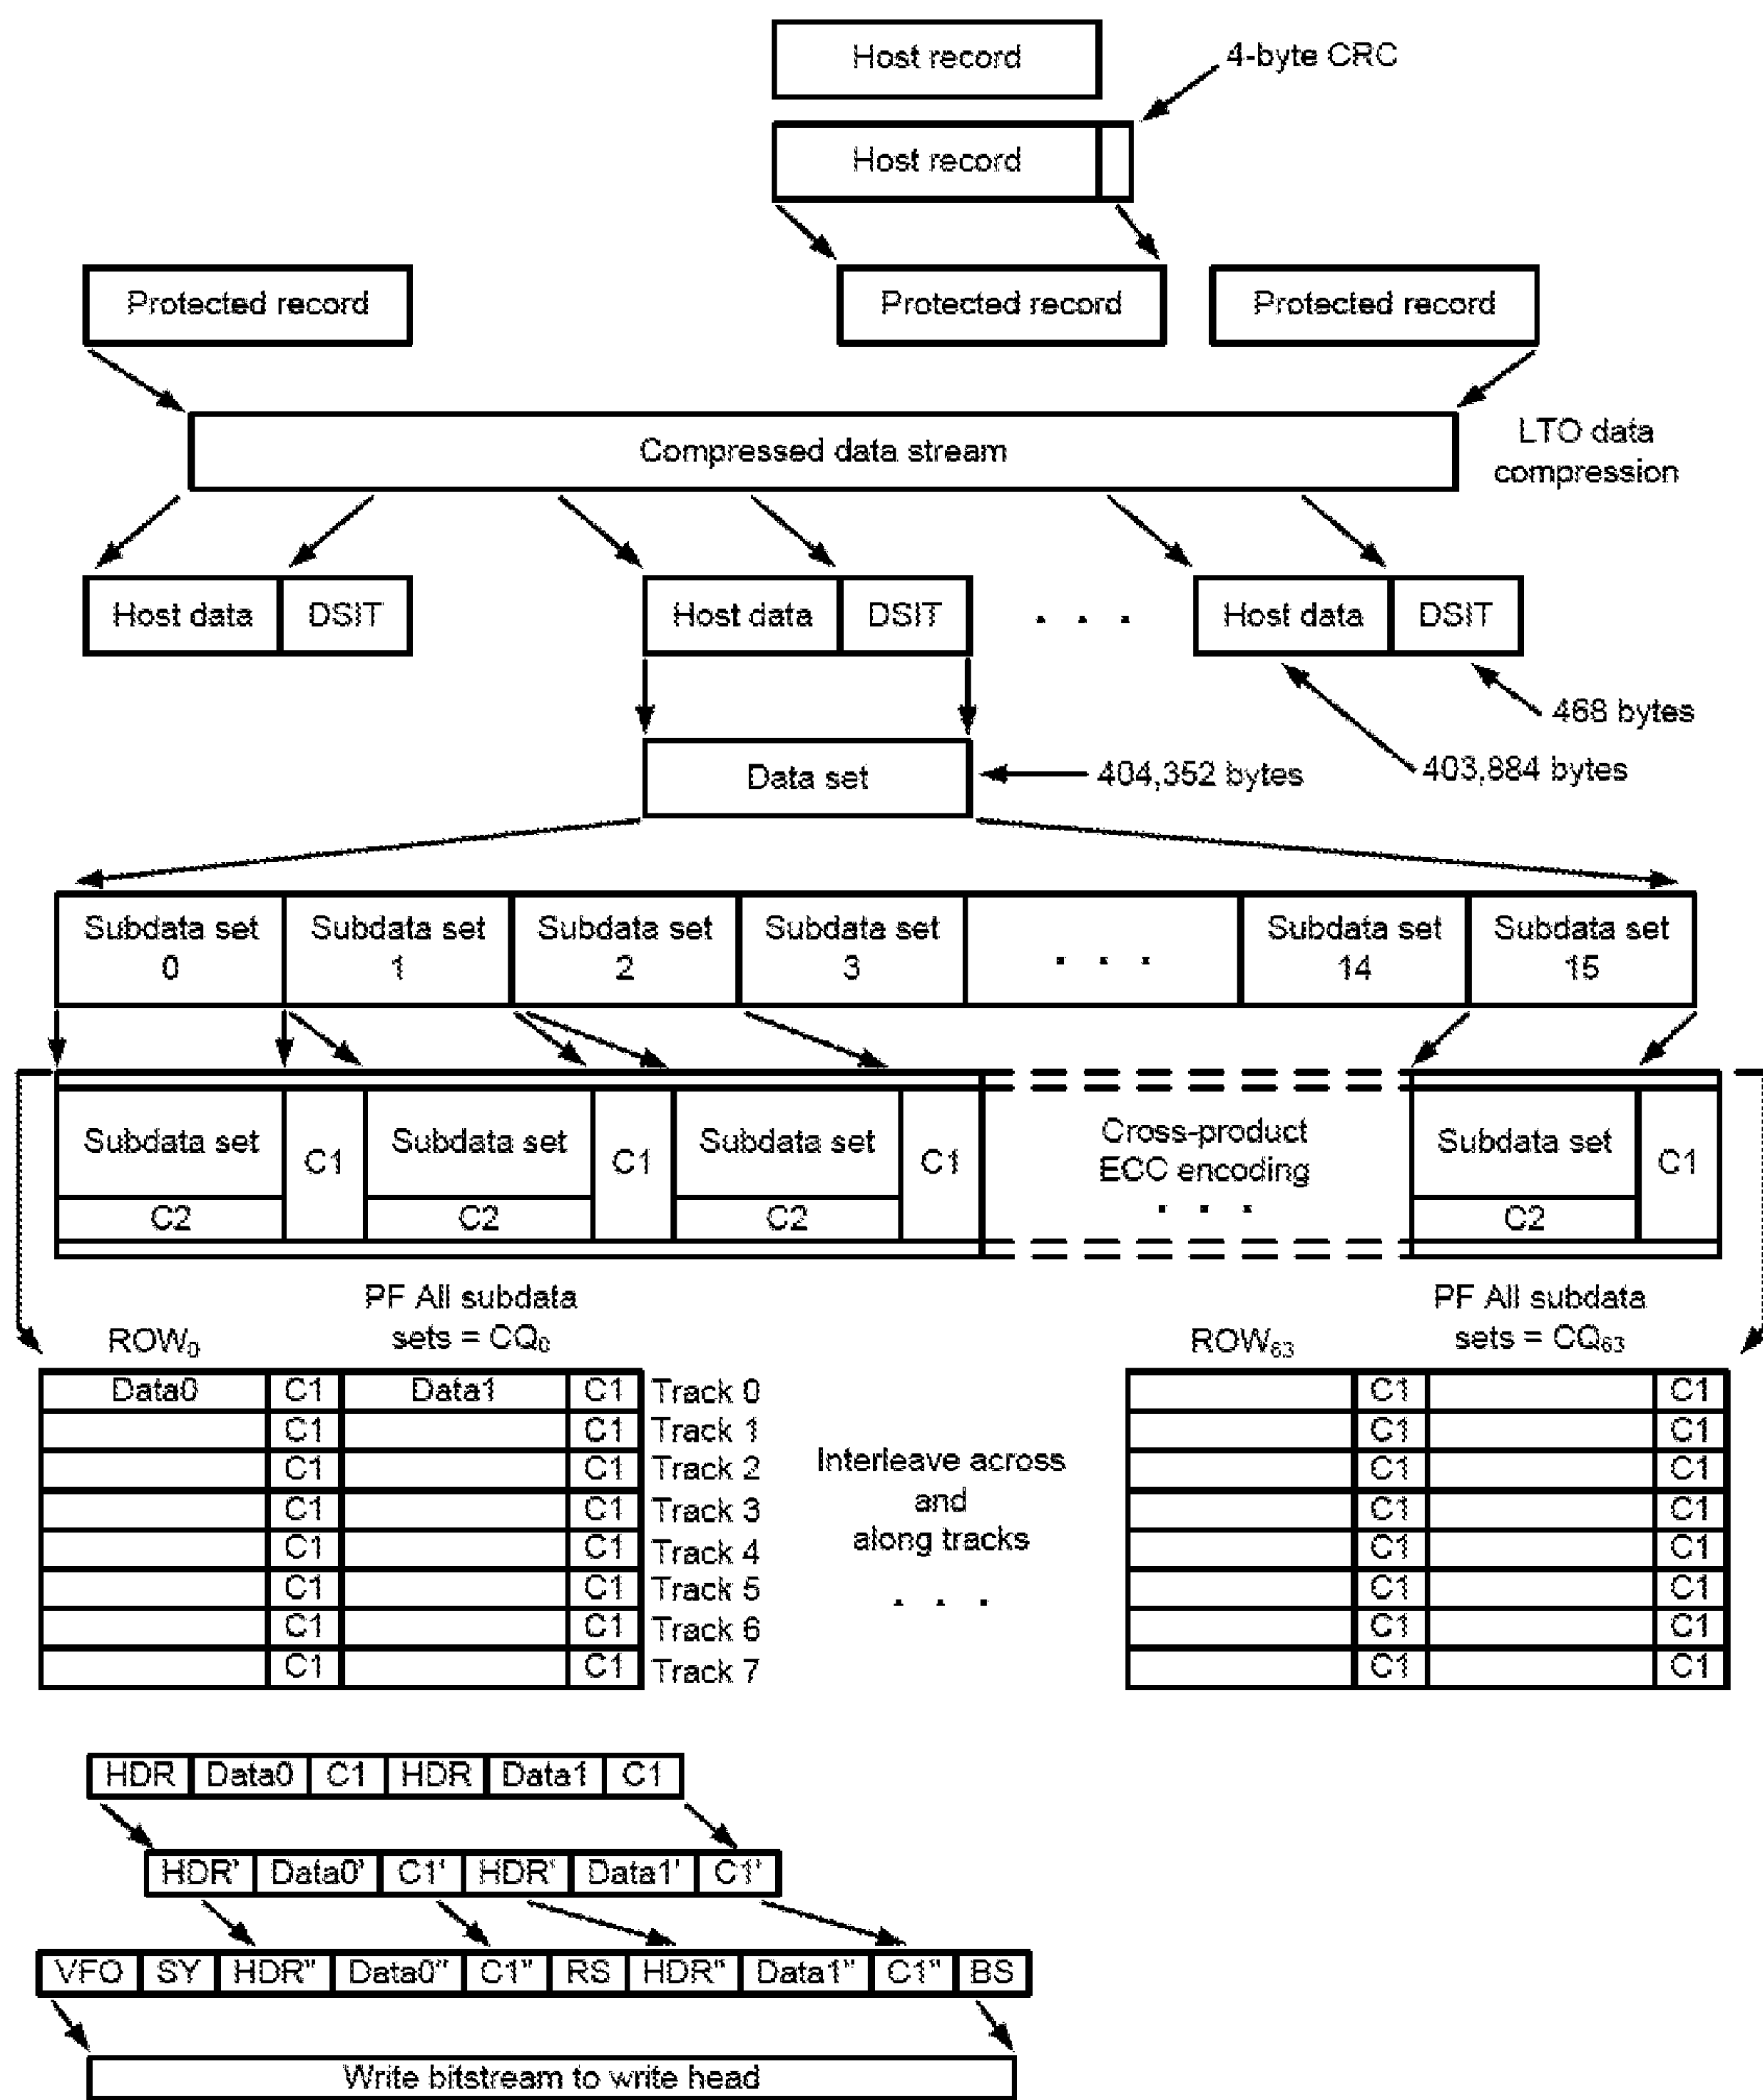 Host record
4-byte CRC
Host record
Protected record
Protected record
Protected record
Compressed data stream
LTO data
compression
Host data DSIT
Host data DSIT
. . .
Host data DSIT
468 bytes
403,884 bytes
Data set
404,352 bytes
Subdata set
0
Subdata set
1
Subdata set
2
Subdata set
3
. . .
Subdata set
14
Subdata set
15
Subdata set
C2
C1
Subdata set
C2
C1
Subdata set
C2
C1
Cross-product
ECC encoding
. . .
Subdata set
C2
C1
ROW₀
PF All subdata
sets = CQ₀
ROW₆₃
PF All subdata
sets = CQ₆₃
Data0 C1 Data1 C1 Track 0
C1 C1 Track 1
C1 C1 Track 2
C1 C1 Track 3
C1 C1 Track 4
C1 C1 Track 5
C1 C1 Track 6
C1 C1 Track 7
Interleave across
and
along tracks
. . .
C1 C1
C1 C1
C1 C1
C1 C1
C1 C1
C1 C1
C1 C1
C1 C1
HDR Data0 C1 HDR Data1 C1
HDR' Data0' C1' HDR' Data1' C1'
VFO SY HDR" Data0" C1" RS HDR" Data1" C1" BS
Write bitstream to write head